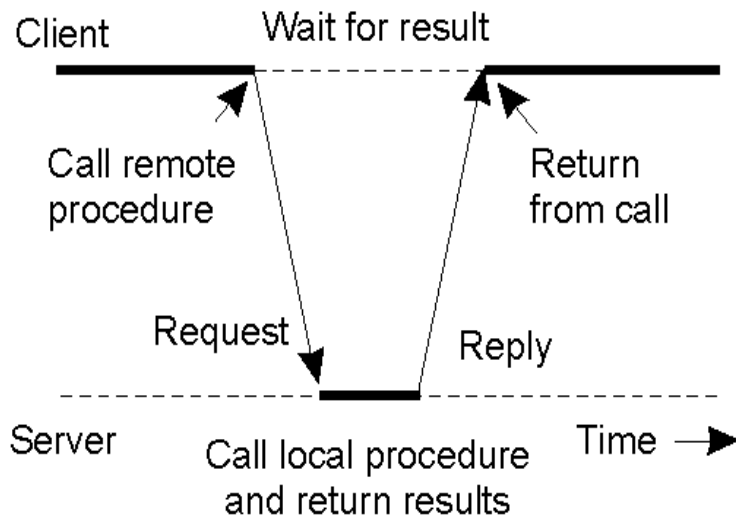 Client
Wait for result
Call remote
procedure
Return
from call
Request
Reply
Server
Call local procedure
and return results
Time